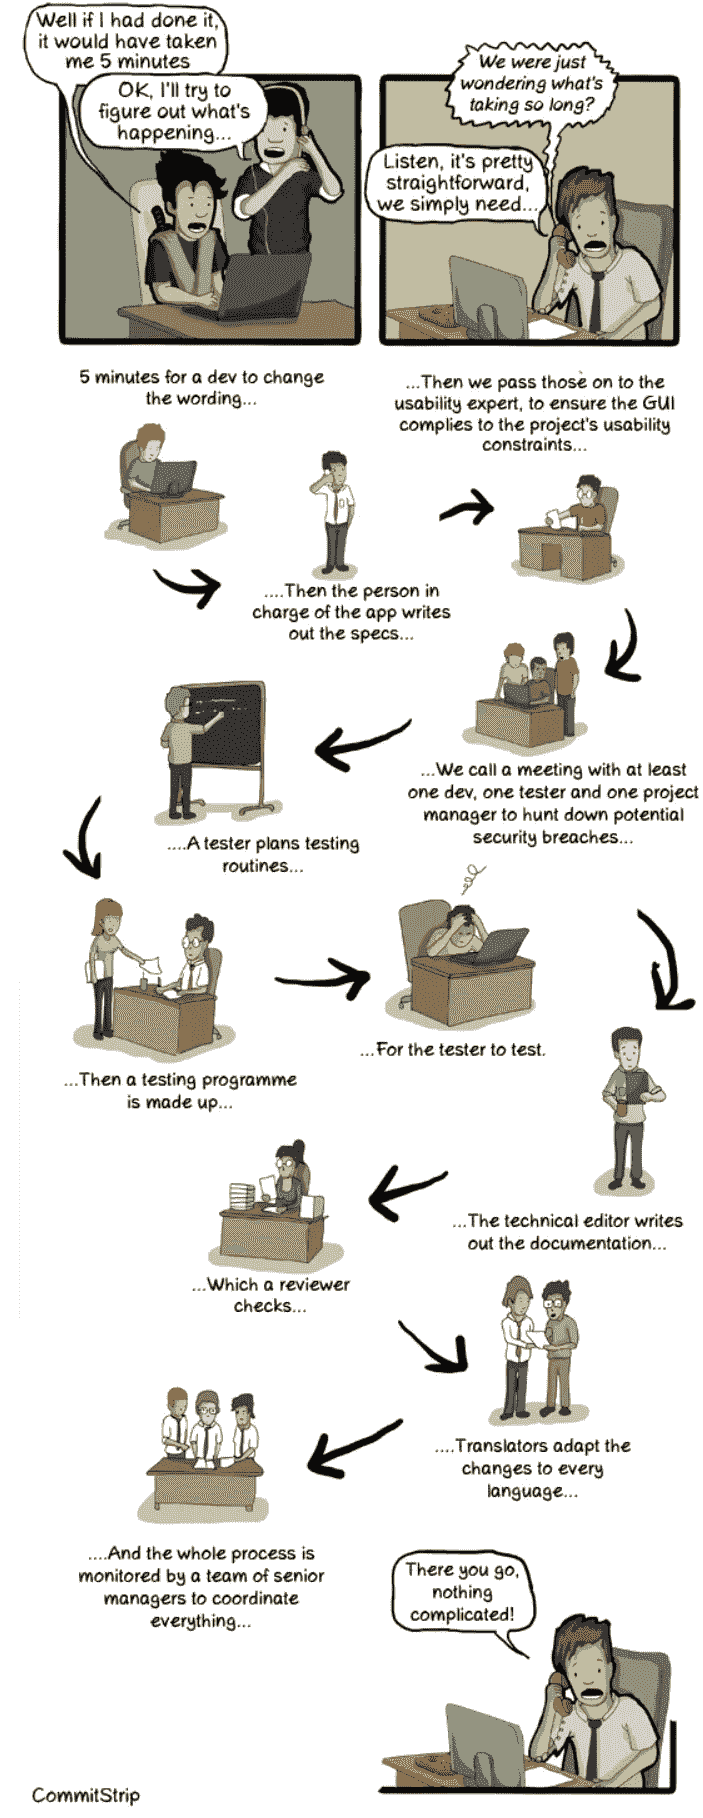 Well if I had done it,
it would have taken
me 5 minutes
OK, I'll try to
figure out what's
happening...
We were just
wondering what's
taking so long?
Listen, it's pretty
straightforward,
we simply need...
5 minutes for a dev to change
the wording...
....Then the person in
charge of the app writes
out the specs...
...Then we pass those on to the
usability expert, to ensure the GUI
complies to the project's usability
constraints...
...We call a meeting with at least
one dev, one tester and one project
manager to hunt down potential
security breaches...
....A tester plans testing
routines...
...Then a testing programme
is made up...
...For the tester to test.
...The technical editor writes
out the documentation...
...Which a reviewer
checks...
....Translators adapt the
changes to every
language...
....And the whole process is
monitored by a team of senior
managers to coordinate
everything...
There you go,
nothing
complicated!
CommitStrip